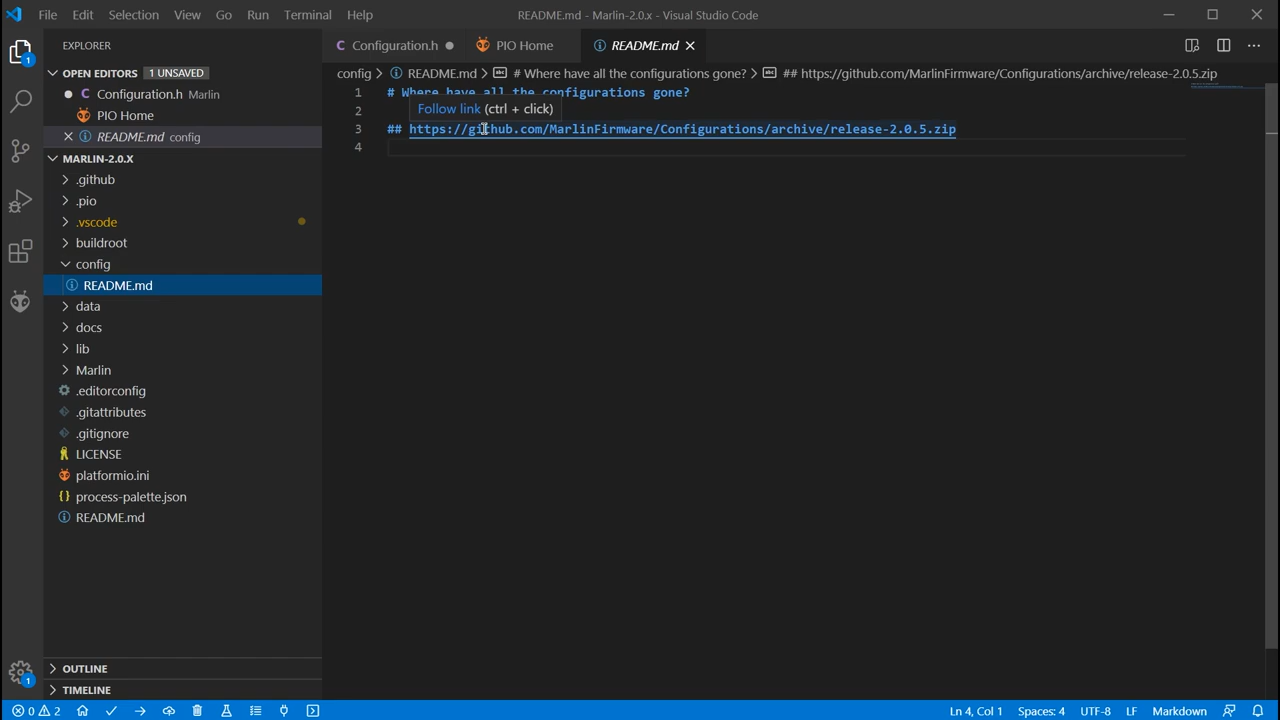 File Edit Selection View Go Run Terminal Help README.md - Marlin-2.0.x - Visual Studio Code
EXPLORER
1
OPEN EDITORS 1 UNSAVED
Configuration.h Marlin
PIO Home
README.md config
MARLIN-2.0.X
.github
.pio
.vscode
buildroot
config
README.md
data
docs
lib
Marlin
.editorconfig
.gitattributes
.gitignore
LICENSE
platformio.ini
process-palette.json
README.md
OUTLINE
TIMELINE
1
Configuration.h PIO Home README.md
config > README.md > # Where have all the configurations gone? > ## https://github.com/MarlinFirmware/Configurations/archive/release-2.0.5.zip
1 # Where have all the configurations gone?
2 Follow link (ctrl + click)
3 ## https://github.com/MarlinFirmware/Configurations/archive/release-2.0.5.zip
4
0 2 Ln 4, Col 1 Spaces: 4 UTF-8 LF Markdown